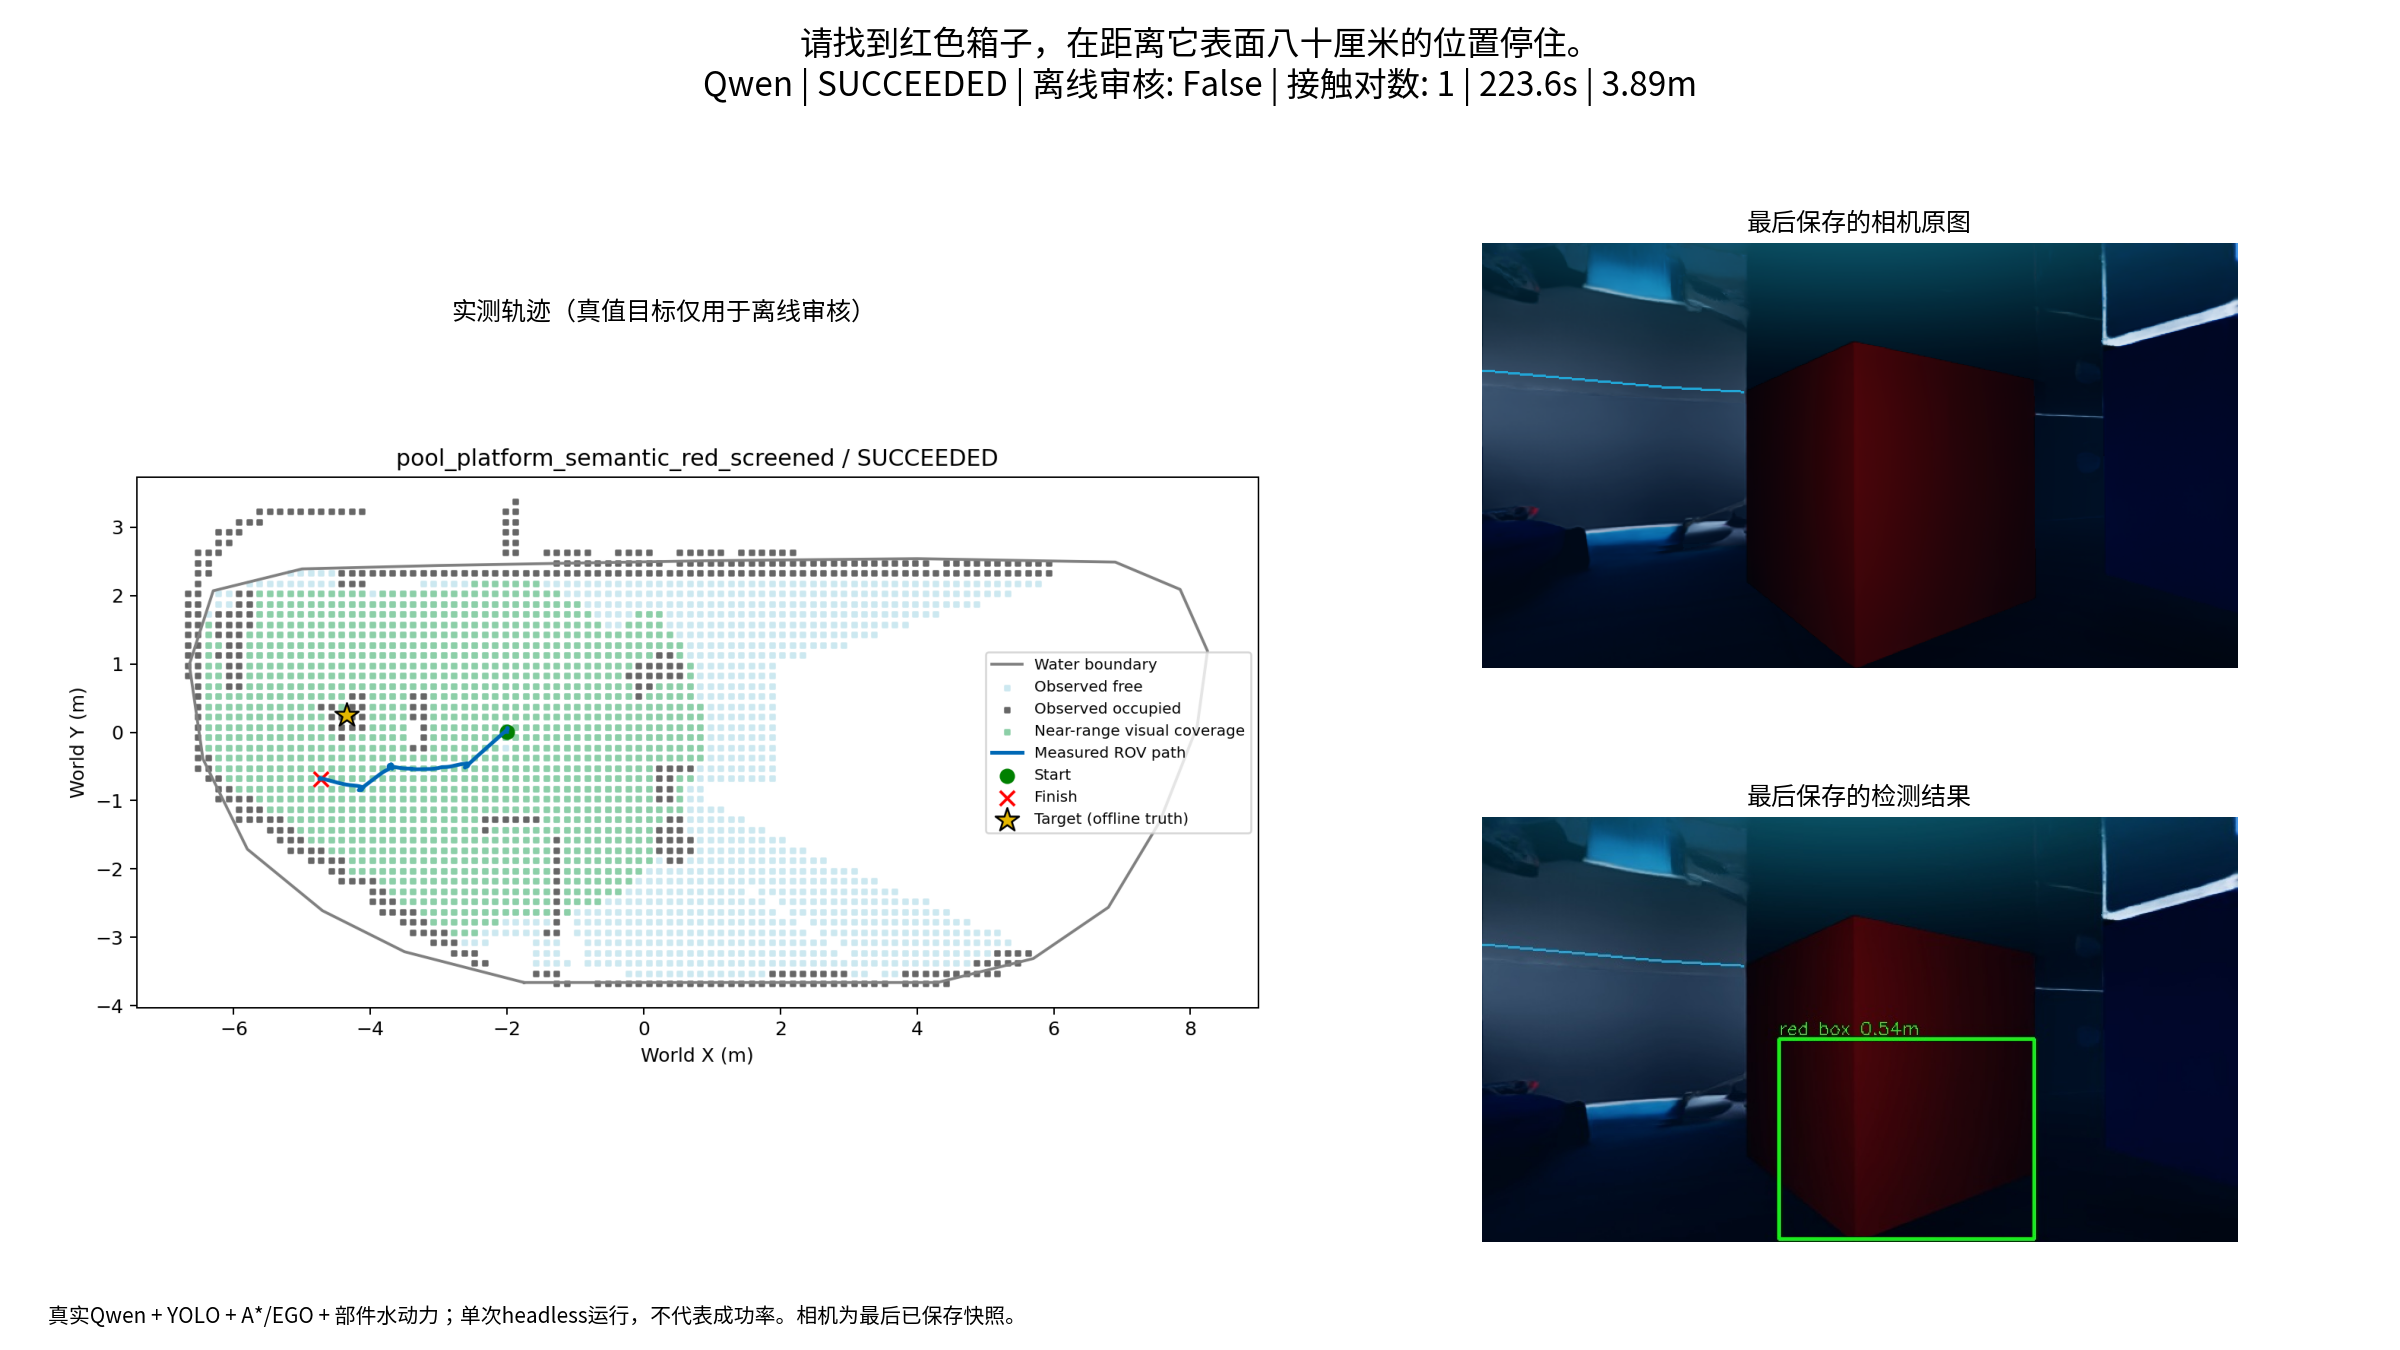 请找到红色箱子，在距离它表面八十厘米的位置停住。
Qwen | SUCCEEDED | 离线审核: False | 接触对数: 1 | 223.6s | 3.89m
实测轨迹（真值目标仅用于离线审核）
pool_platform_semantic_red_screened / SUCCEEDED
World Y (m)
3
2
1
0
−1
−2
−3
−4
−6
−4
−2
0
2
4
6
8
World X (m)
Water boundary
Observed free
Observed occupied
Near-range visual coverage
Measured ROV path
Start
Finish
Target (offline truth)
最后保存的相机原图
最后保存的检测结果
red box 0.54m
真实Qwen + YOLO + A*/EGO + 部件水动力；单次headless运行，不代表成功率。相机为最后已保存快照。